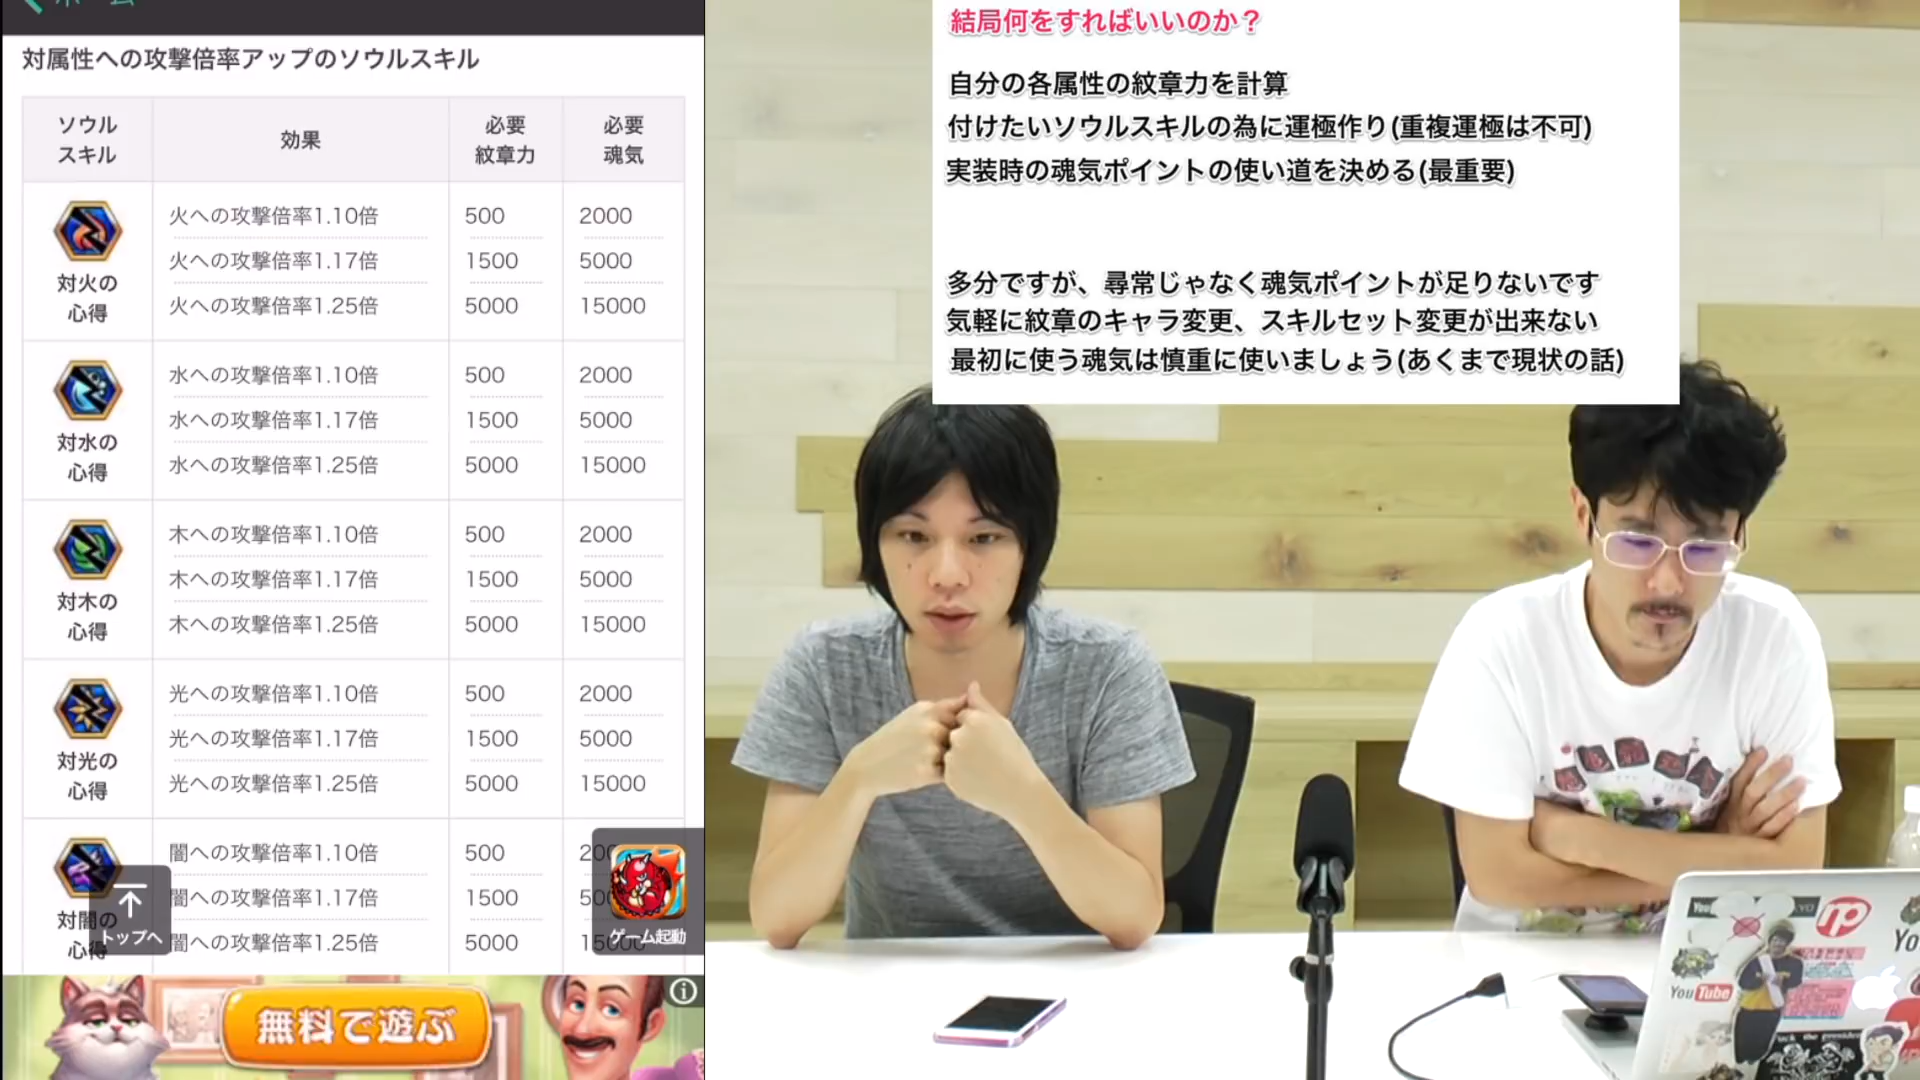 ホーム
対属性への攻撃倍率アップのソウルスキル
ソウル
スキル
効果
必要
紋章力
必要
魂気
対火の
心得
火への攻撃倍率1.10倍 500 2000
火への攻撃倍率1.17倍 1500 5000
火への攻撃倍率1.25倍 5000 15000
対水の
心得
水への攻撃倍率1.10倍 500 2000
水への攻撃倍率1.17倍 1500 5000
水への攻撃倍率1.25倍 5000 15000
対木の
心得
木への攻撃倍率1.10倍 500 2000
木への攻撃倍率1.17倍 1500 5000
木への攻撃倍率1.25倍 5000 15000
対光の
心得
光への攻撃倍率1.10倍 500 2000
光への攻撃倍率1.17倍 1500 5000
光への攻撃倍率1.25倍 5000 15000
対闇の
心得
闇への攻撃倍率1.10倍 500
闇への攻撃倍率1.17倍 1500
闇への攻撃倍率1.25倍 5000 15000
トップへ
ゲーム起動
無料で遊ぶ
結局何をすればいいのか？
自分の各属性の紋章力を計算
付けたいソウルスキルの為に運極作り(重複運極は不可)
実装時の魂気ポイントの使い道を決める(最重要)
多分ですが、尋常じゃなく魂気ポイントが足りないです
気軽に紋章のキャラ変更、スキルセット変更が出来ない
最初に使う魂気は慎重に使いましょう(あくまで現状の話)
YouTube